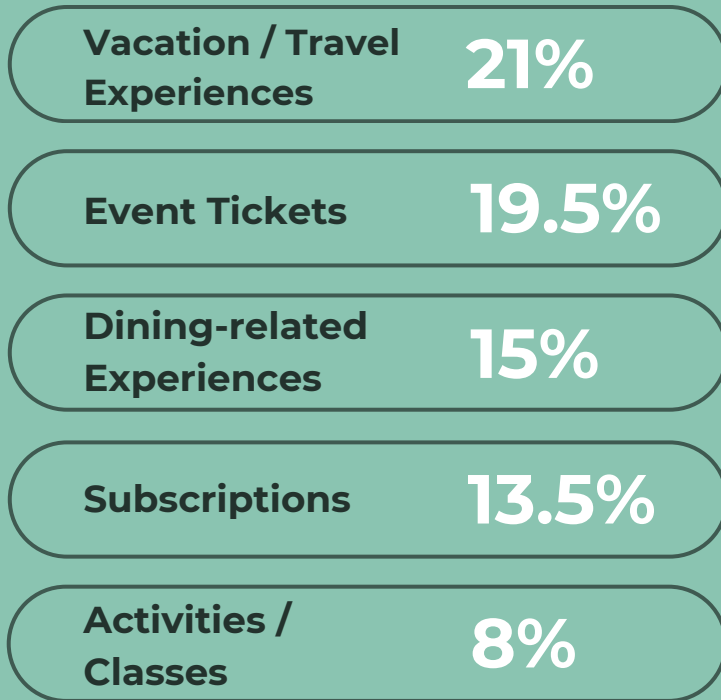 Vacation / Travel
Experiences
21%
Event Tickets
19.5%
Dining-related
Experiences
15%
Subscriptions
13.5%
Activities /
Classes
8%